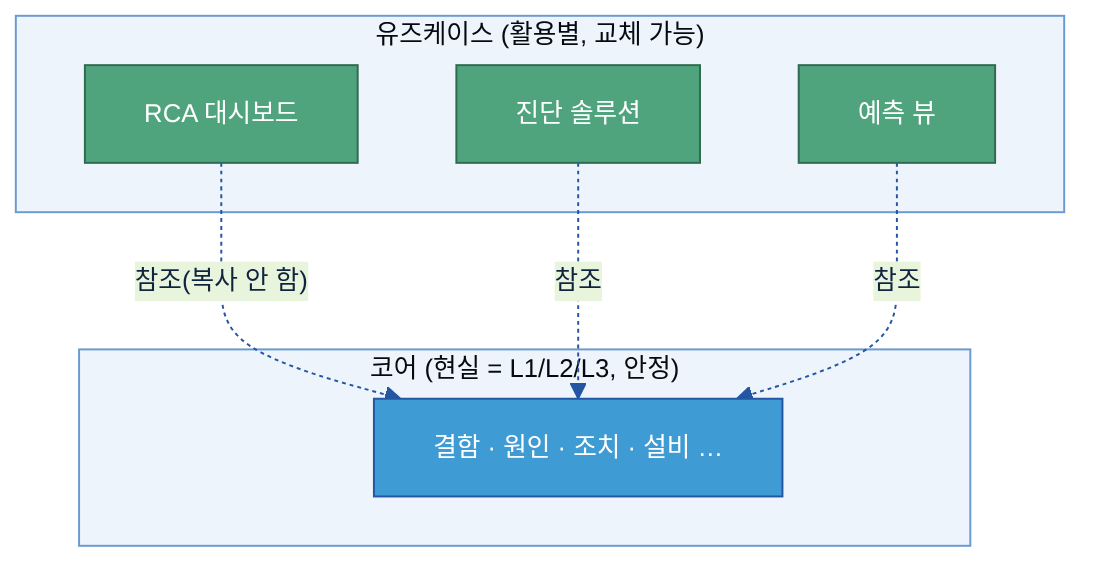 유즈케이스 (활용별, 교체 가능)
RCA 대시보드
진단 솔루션
예측 뷰
참조(복사 안 함)
참조
참조
코어 (현실 = L1/L2/L3, 안정)
결함 · 원인 · 조치 · 설비 …